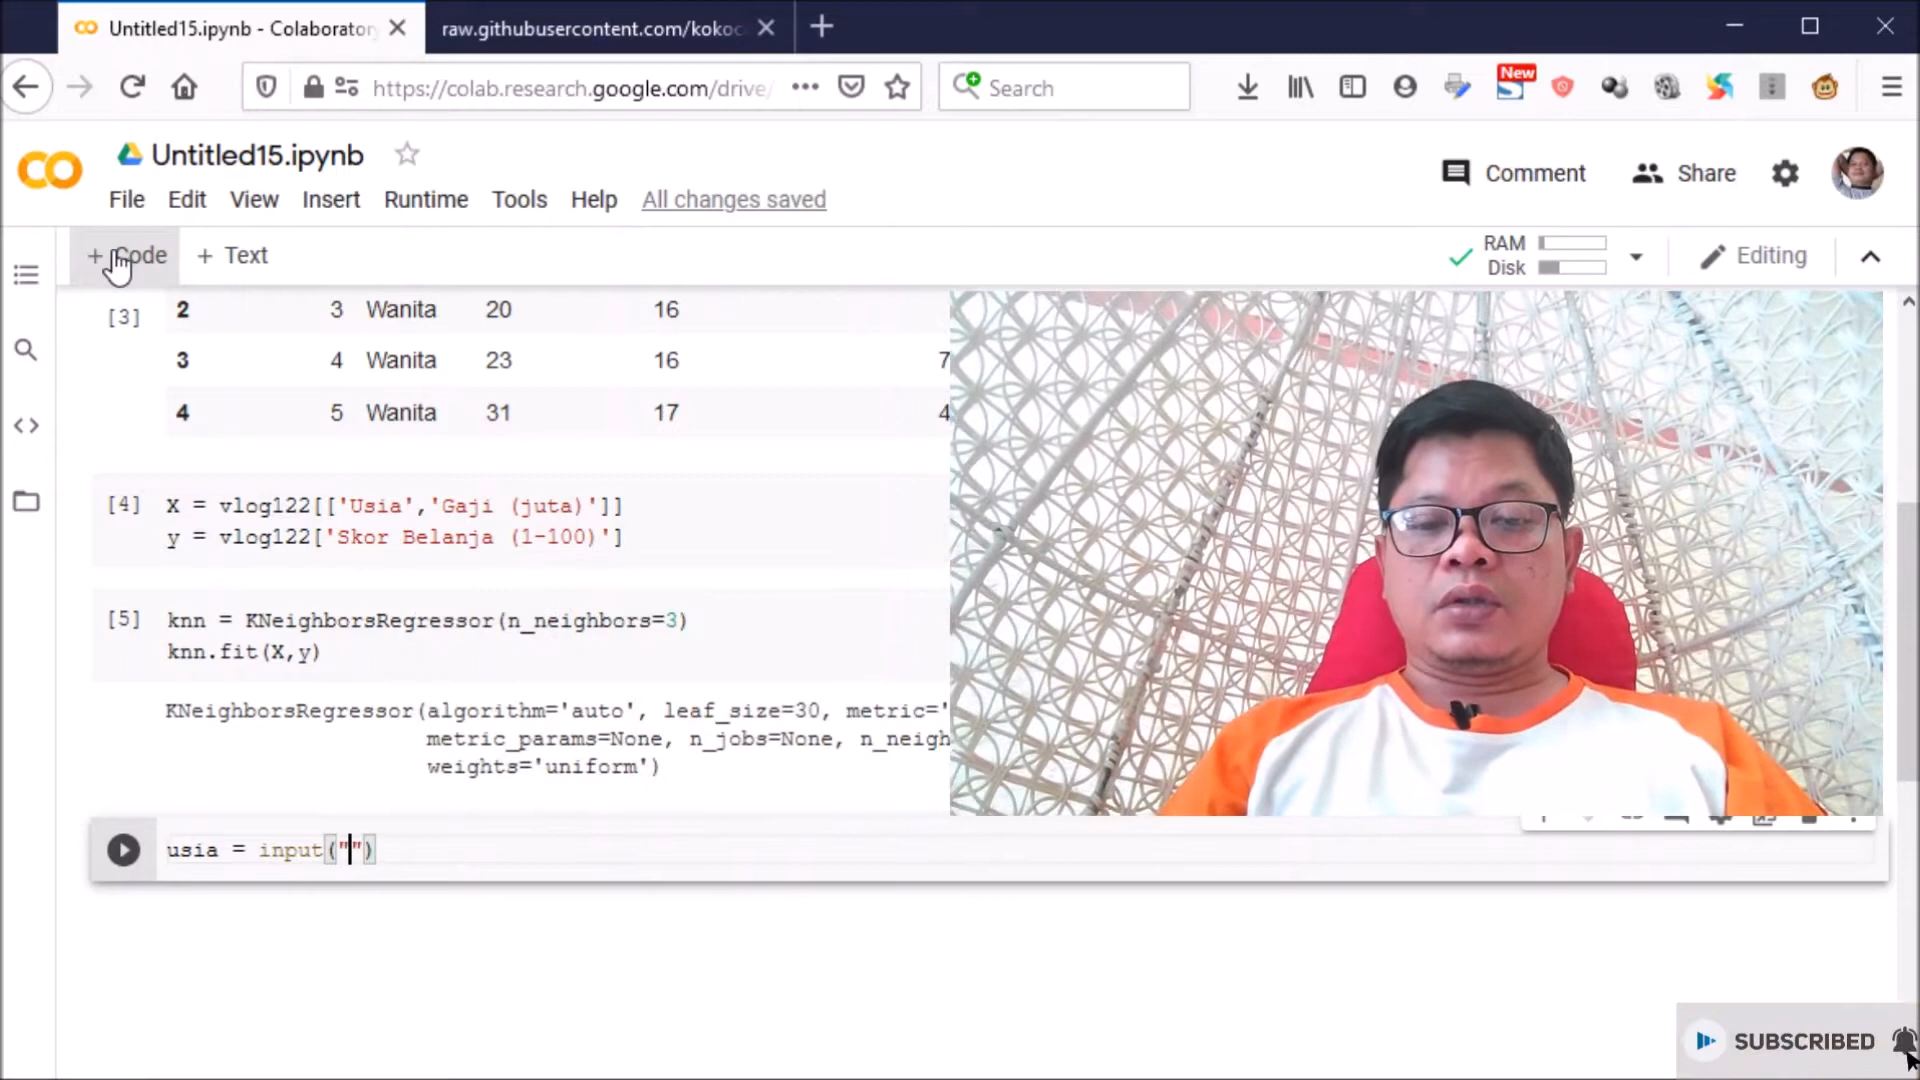 Untitled15.ipynb - Colaboratory
raw.githubusercontent.com/kokoc
https://colab.research.google.com/drive/
Search
New
Untitled15.ipynb
File Edit View Insert Runtime Tools Help All changes saved
Comment
Share
+ Code + Text
RAM
Disk
Editing
[3]
2 3 Wanita 20 16
3 4 Wanita 23 16 7
4 5 Wanita 31 17 4
[4] X = vlog122[['Usia','Gaji (juta)']]
y = vlog122['Skor Belanja (1-100)']
[5] knn = KNeighborsRegressor(n_neighbors=3)
knn.fit(X,y)
KNeighborsRegressor(algorithm='auto', leaf_size=30, metric='
metric_params=None, n_jobs=None, n_neigh
weights='uniform')
usia = input("")
SUBSCRIBED